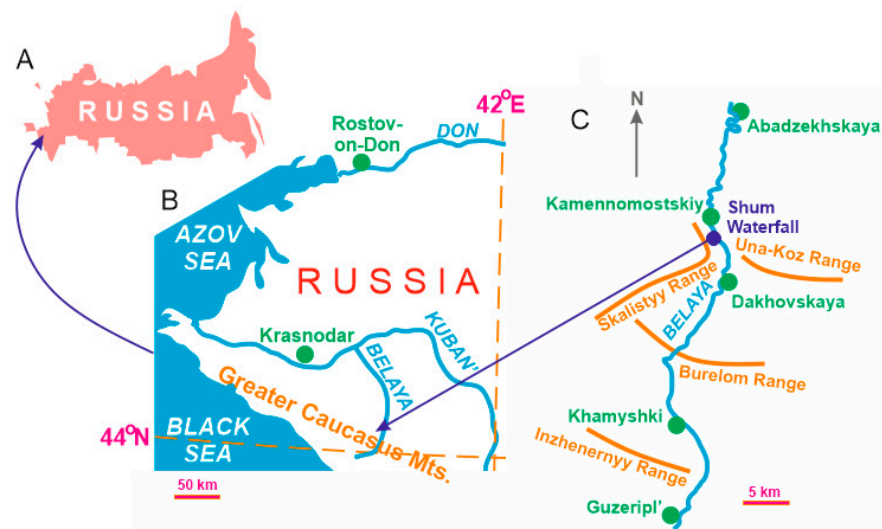 A
RUSSIA
B
42°E
Rostov-
on-Don
DON
AZOV
SEA
RUSSIA
Krasnodar
KUBAN'
BELAYA
Greater Caucasus Mts.
44°N
BLACK
SEA
50 km
C
N
Abadzekhskaya
Kamennomostskiy
Shum
Waterfall
Una-Koz Range
Skalistyy Range
Dakhovskaya
BELAYA
Burelom Range
Khamyshki
Inzhenernyy Range
Guzeripl'
5 km